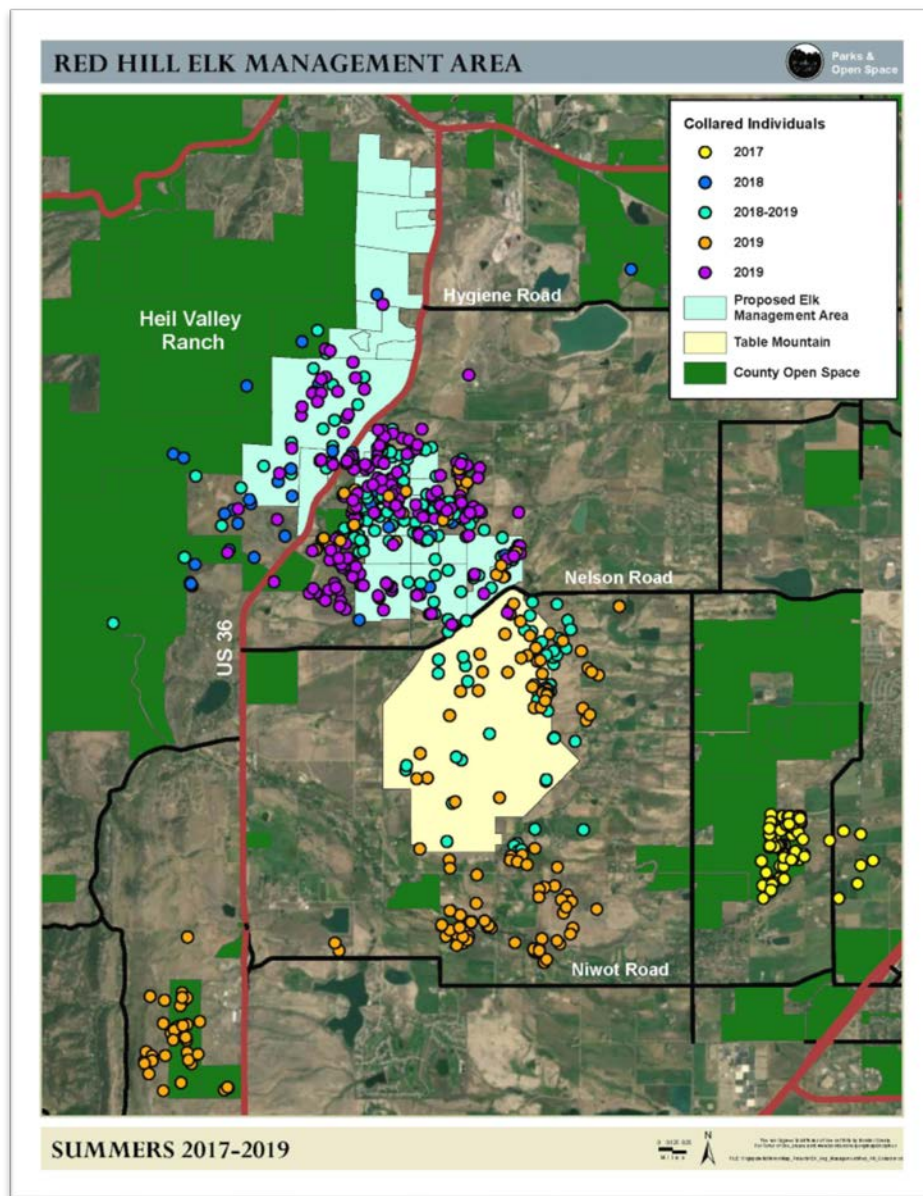 RED HILL ELK MANAGEMENT AREA
Parks &
Open Space
Collared Individuals
2017
2018
2018-2019
2019
2019
Proposed Elk
Management Area
Table Mountain
County Open Space
Hygiene Road
Heil Valley
Ranch
Nelson Road
US 36
Niwot Road
SUMMERS 2017-2019
N
Miles